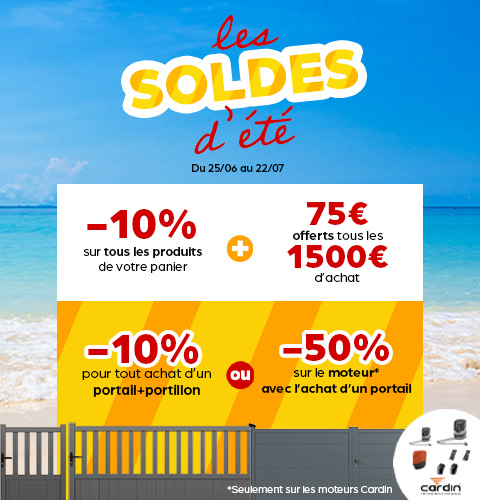 les
SOLDES
d'été
Du 25/06 au 22/07
-10%
sur tous les produits
de votre panier
+
75€
offerts tous les
1500€
d'achat
-10%
pour tout achat d'un
portail+portillon
ou
-50%
sur le moteur*
avec l'achat d'un portail
cardin
*Seulement sur les moteurs Cardin